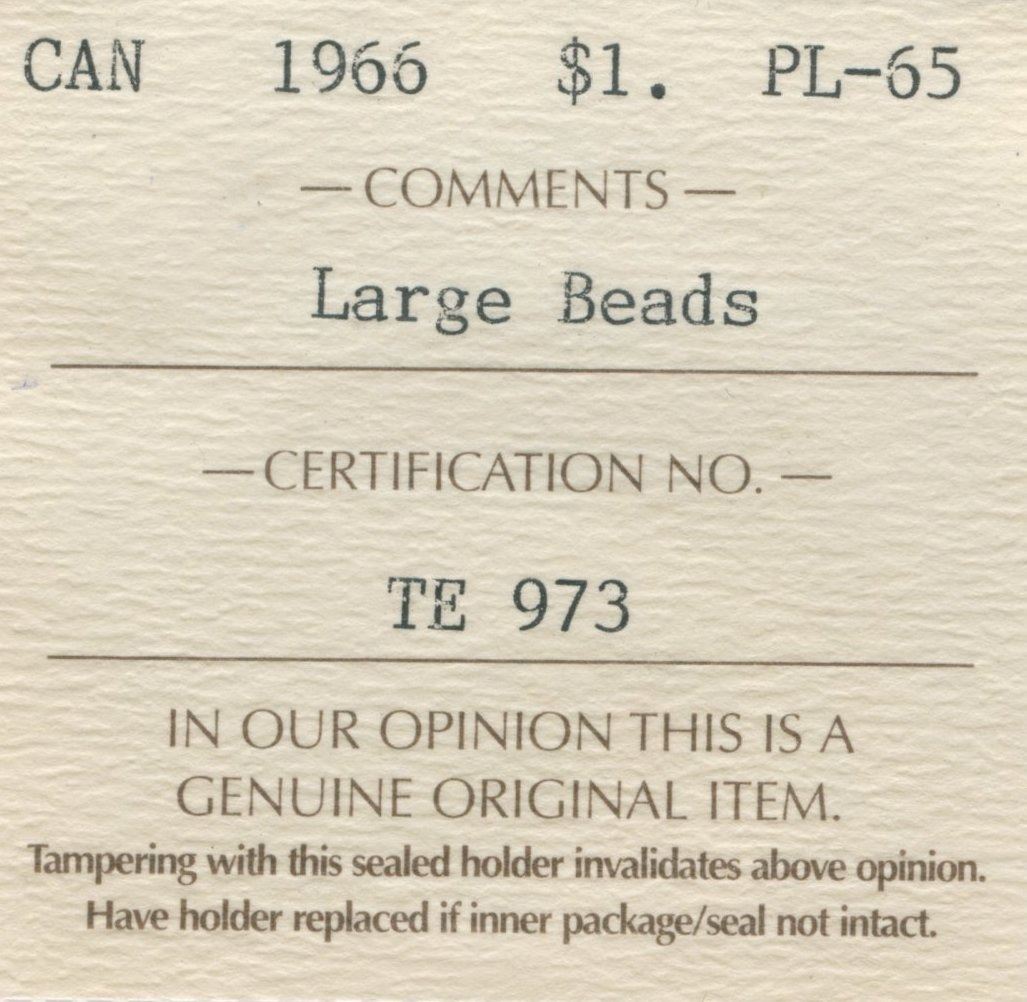 CAN 1966 $1. PL-65
— COMMENTS —
Large Beads
— CERTIFICATION NO. —
TE 973
IN OUR OPINION THIS IS A
GENUINE ORIGINAL ITEM.
Tampering with this sealed holder invalidates above opinion.
Have holder replaced if inner package/seal not intact.